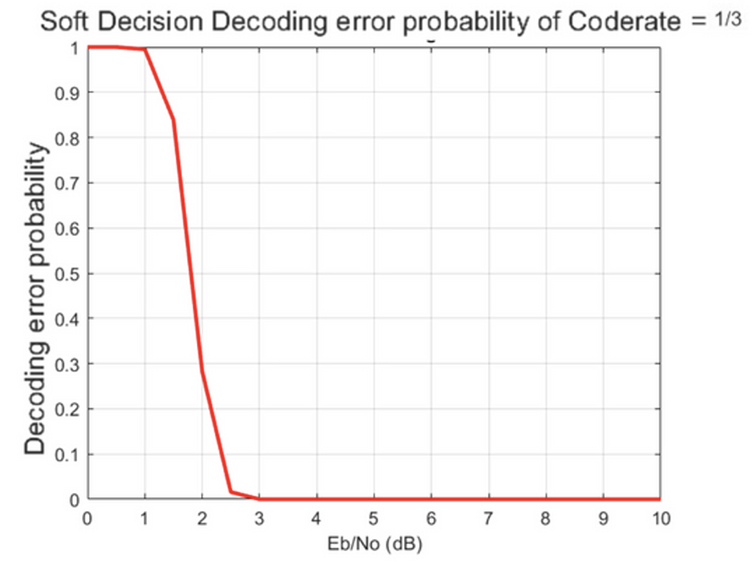 Soft Decision Decoding error probability of Coderate = 1/3
Decoding error probability
1
0.9
0.8
0.7
0.6
0.5
0.4
0.3
0.2
0.1
0
0 1 2 3 4 5 6 7 8 9 10
Eb/No (dB)